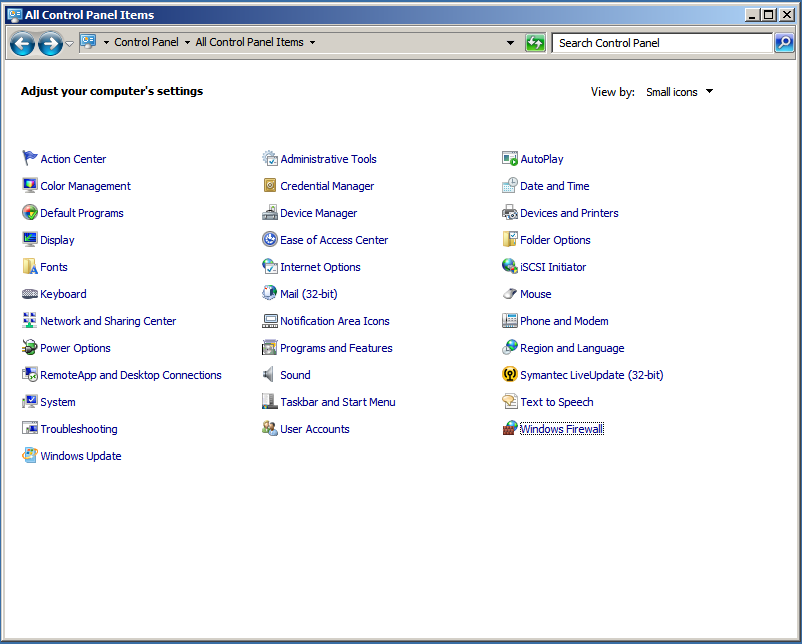 All Control Panel Items
Control Panel All Control Panel Items Search Control Panel
Adjust your computer's settings View by: Small icons
Action Center Administrative Tools AutoPlay
Color Management Credential Manager Date and Time
Default Programs Device Manager Devices and Printers
Display Ease of Access Center Folder Options
Fonts Internet Options iSCSI Initiator
Keyboard Mail (32-bit) Mouse
Network and Sharing Center Notification Area Icons Phone and Modem
Power Options Programs and Features Region and Language
RemoteApp and Desktop Connections Sound Symantec LiveUpdate (32-bit)
System Taskbar and Start Menu Text to Speech
Troubleshooting User Accounts Windows Firewall
Windows Update